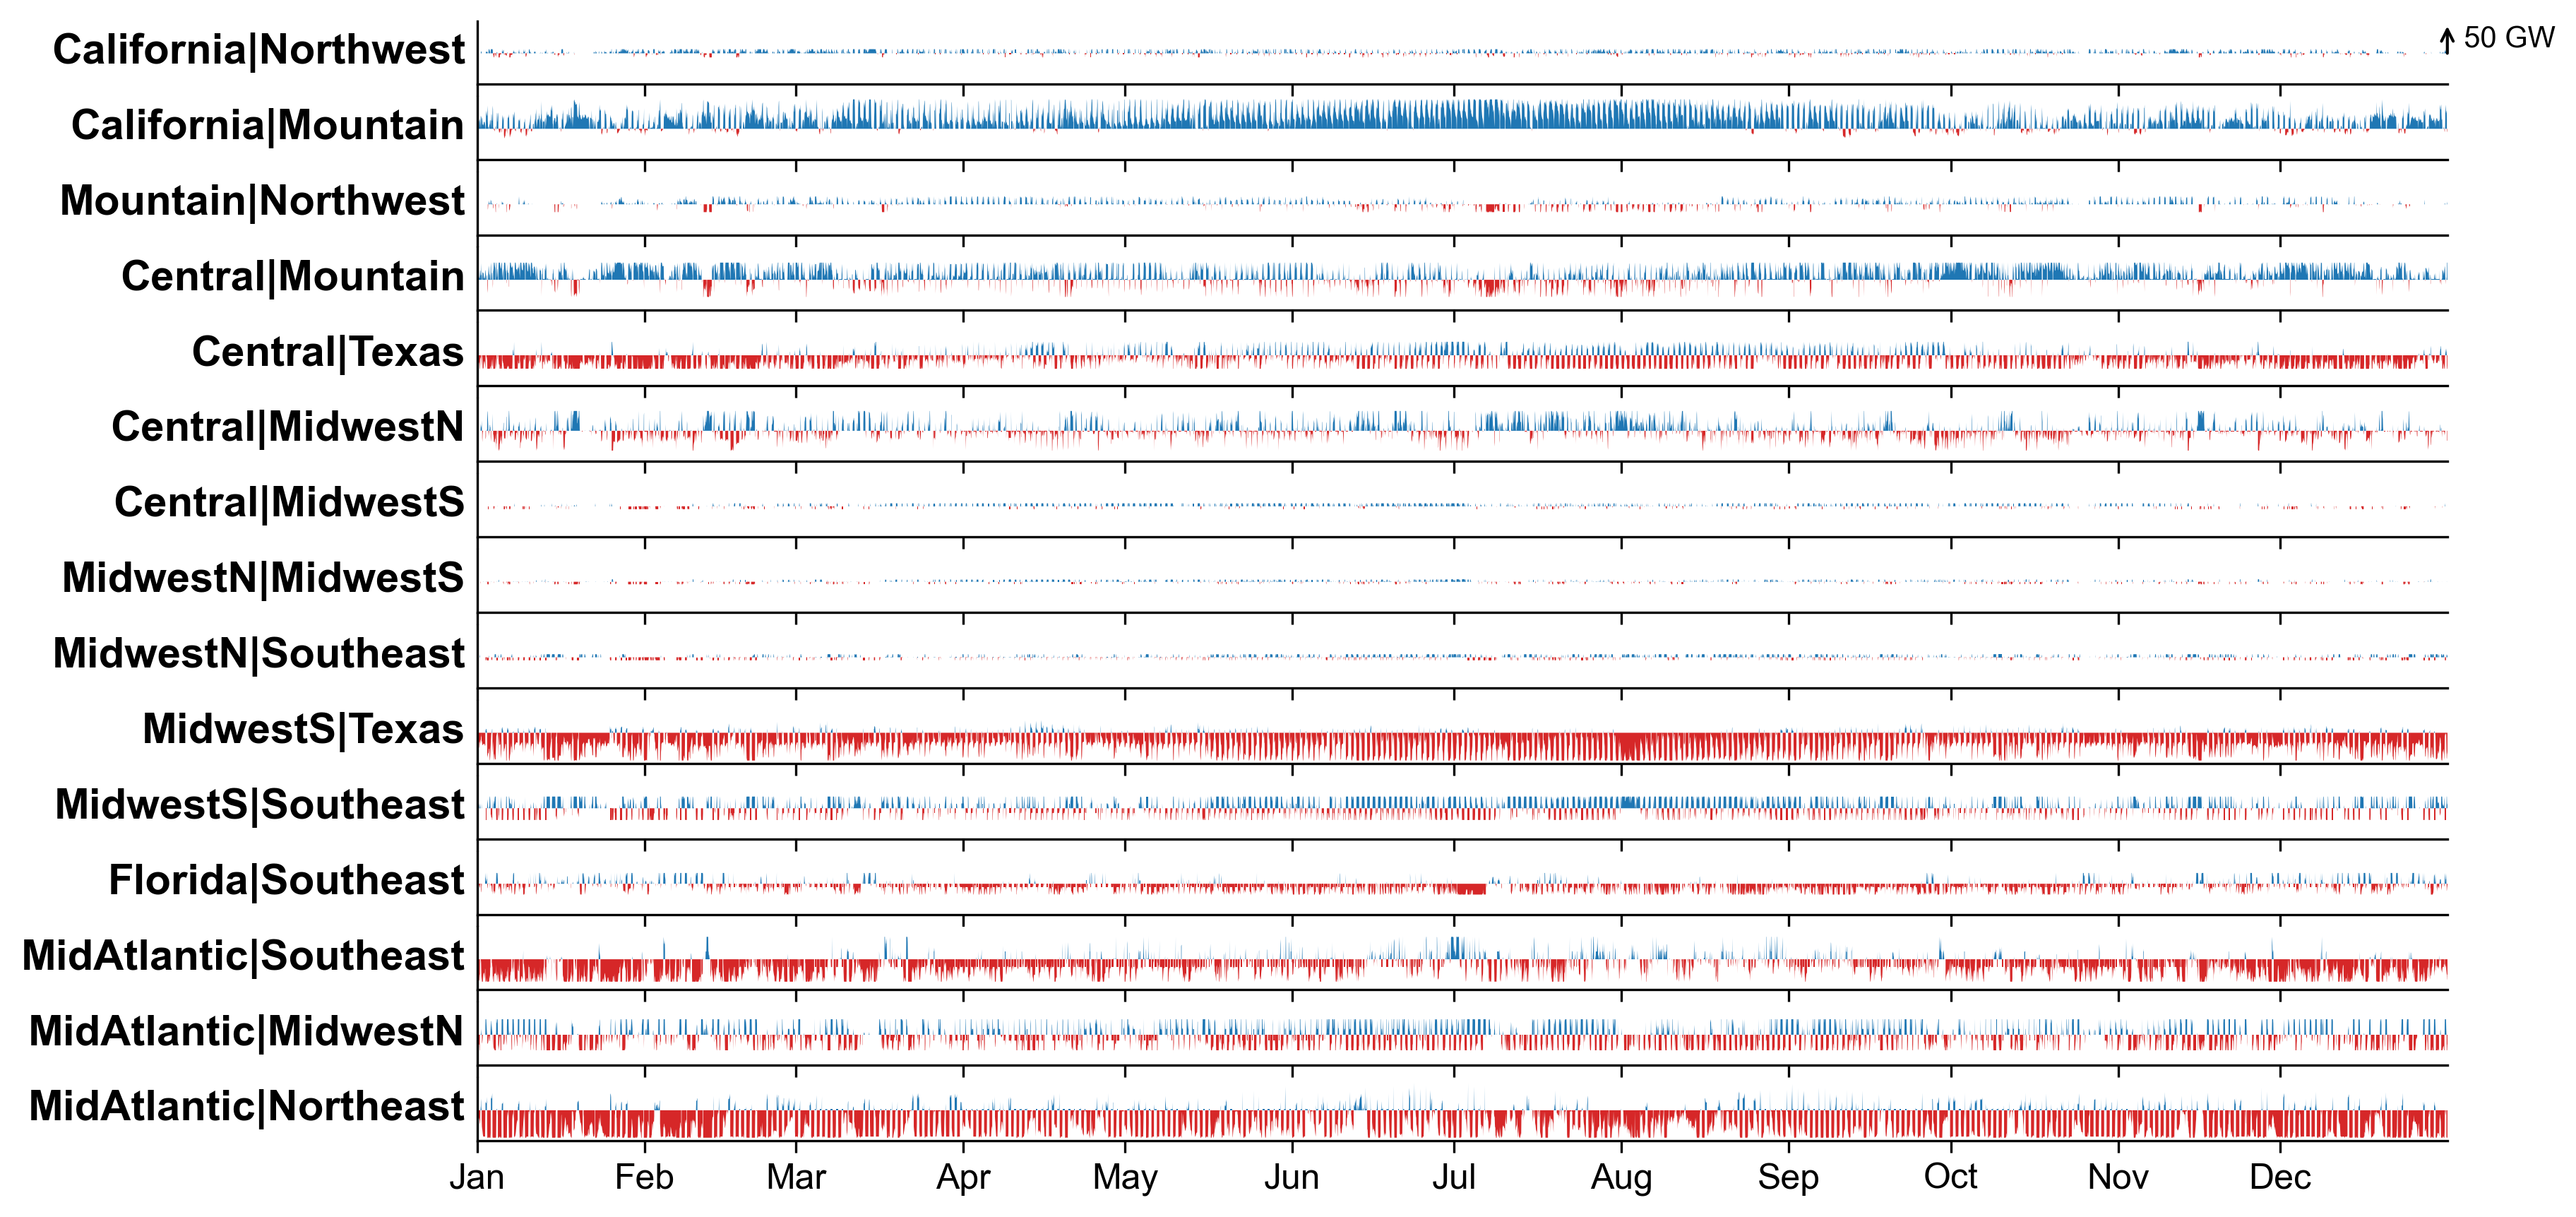 California|Northwest
50 GW
California|Mountain
Mountain|Northwest
Central|Mountain
Central|Texas
Central|MidwestN
Central|MidwestS
MidwestN|MidwestS
MidwestN|Southeast
MidwestS|Texas
MidwestS|Southeast
Florida|Southeast
MidAtlantic|Southeast
MidAtlantic|MidwestN
MidAtlantic|Northeast
Jan Feb Mar Apr May Jun Jul Aug Sep Oct Nov Dec